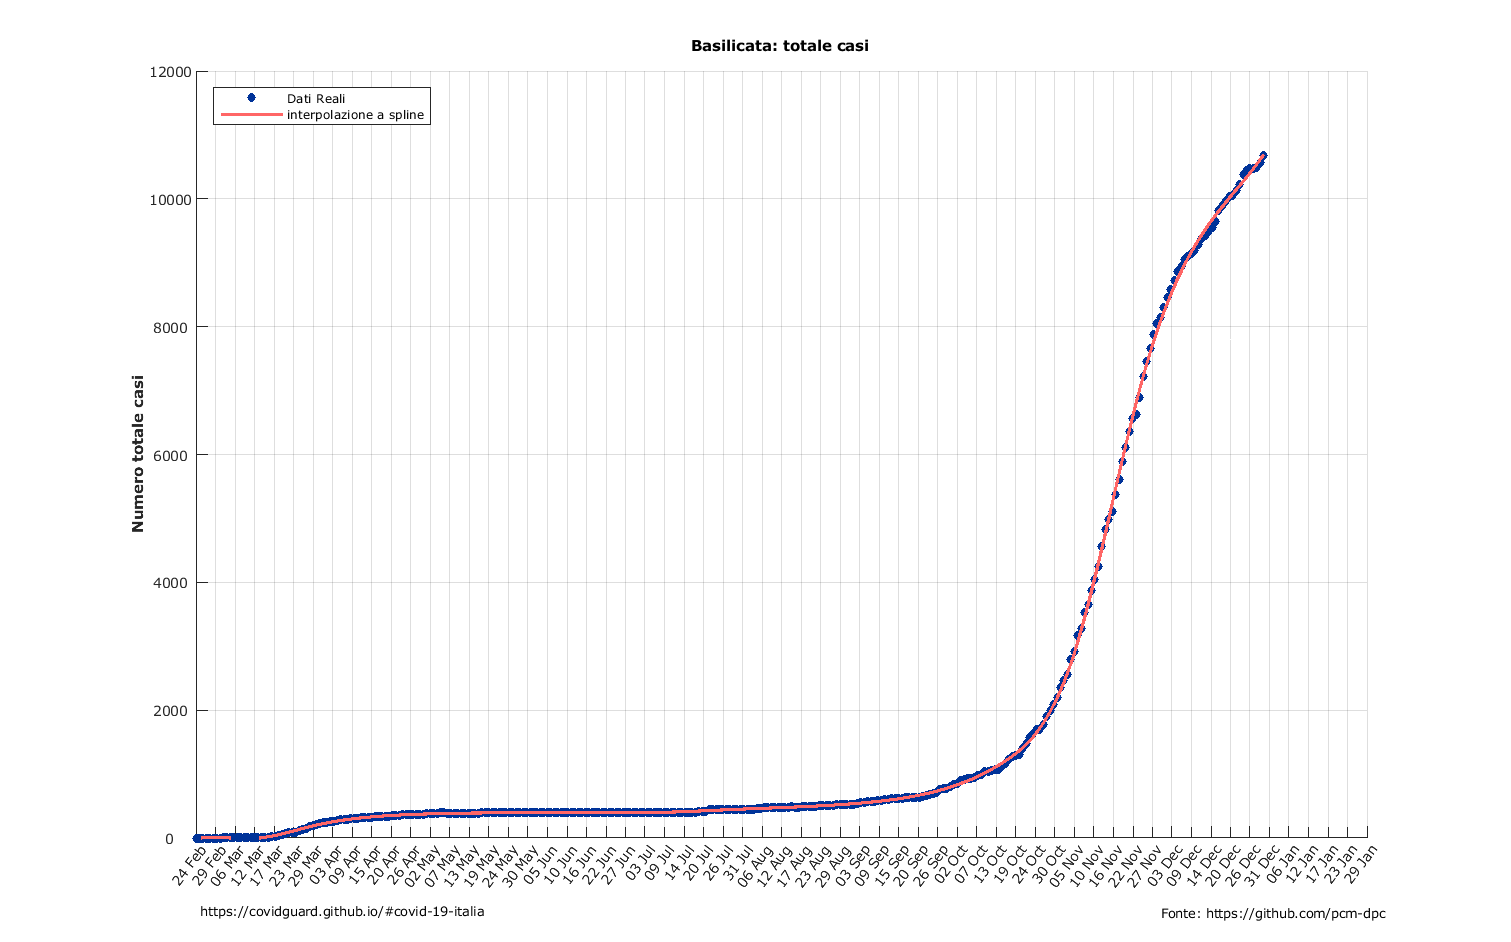 Basilicata: totale casi
12000
10000
8000
6000
4000
2000
0
Numero totale casi
Dati Reali
interpolazione a spline
24 Feb
29 Feb
06 Mar
12 Mar
17 Mar
23 Mar
29 Mar
03 Apr
09 Apr
15 Apr
20 Apr
26 Apr
02 May
07 May
13 May
19 May
24 May
30 May
05 Jun
10 Jun
16 Jun
22 Jun
27 Jun
03 Jul
09 Jul
14 Jul
20 Jul
26 Jul
31 Jul
06 Aug
12 Aug
17 Aug
23 Aug
29 Aug
03 Sep
09 Sep
15 Sep
20 Sep
26 Sep
02 Oct
07 Oct
13 Oct
19 Oct
24 Oct
30 Oct
05 Nov
10 Nov
16 Nov
22 Nov
27 Nov
03 Dec
09 Dec
14 Dec
20 Dec
26 Dec
31 Dec
06 Jan
12 Jan
17 Jan
23 Jan
29 Jan
https://covidguard.github.io/#covid-19-italia
Fonte: https://github.com/pcm-dpc